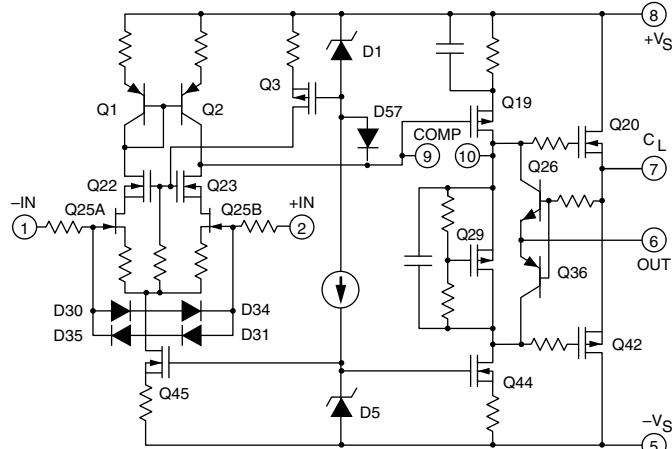 8
+VS
D1
Q3
Q1
Q2
D57
Q19
COMP
9
10
Q20
CL
7
Q26
Q22
Q23
–IN
1
Q25A
Q25B
+IN
2
Q29
6
OUT
Q36
D30
D34
D35
D31
Q45
Q44
Q42
D5
–VS
5